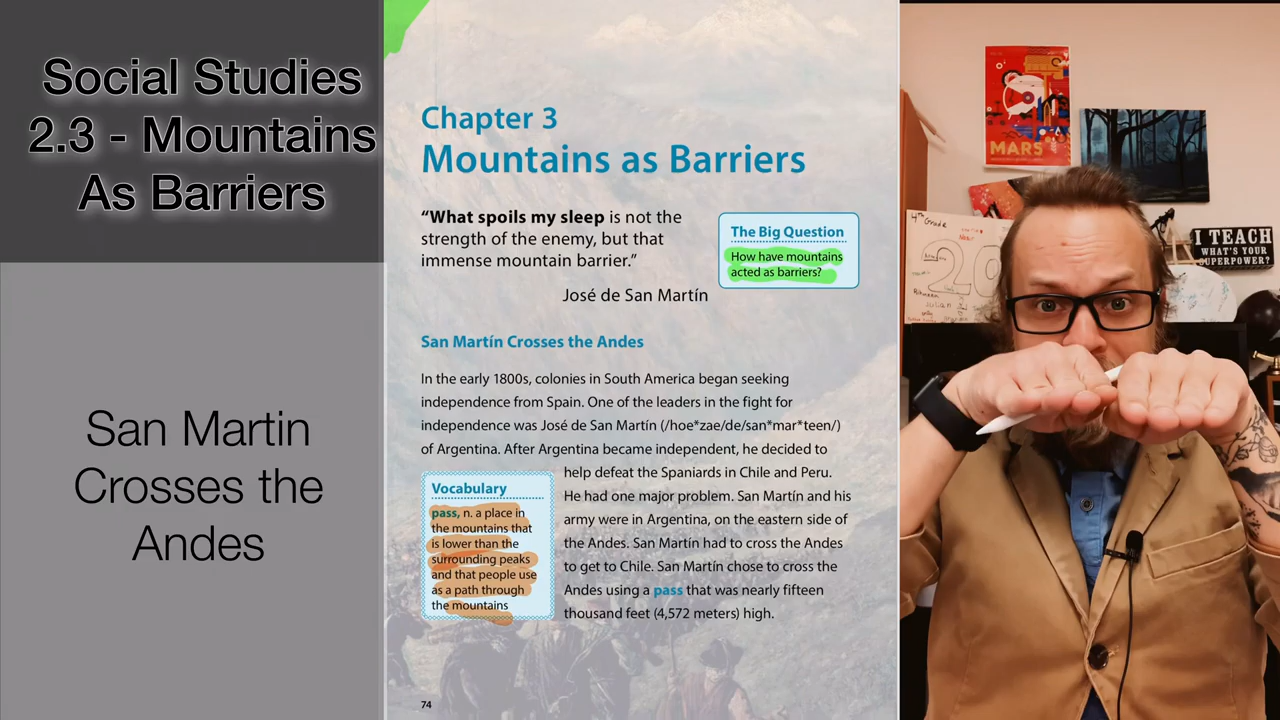 Social Studies
2.3 - Mountains
As Barriers
San Martin
Crosses the
Andes
Chapter 3
Mountains as Barriers
“What spoils my sleep is not the
strength of the enemy, but that
immense mountain barrier.”
José de San Martín
The Big Question
How have mountains
acted as barriers?
San Martín Crosses the Andes
In the early 1800s, colonies in South America began seeking
independence from Spain. One of the leaders in the fight for
independence was José de San Martín (/hoe*zae/de/san*mar*teen/)
of Argentina. After Argentina became independent, he decided to
help defeat the Spaniards in Chile and Peru.
He had one major problem. San Martín and his
army were in Argentina, on the eastern side of
the Andes. San Martín had to cross the Andes
to get to Chile. San Martín chose to cross the
Andes using a pass that was nearly fifteen
thousand feet (4,572 meters) high.
Vocabulary
pass, n. a place in
the mountains that
is lower than the
surrounding peaks
and that people use
as a path through
the mountains
74
MARS
4th Grade
20
I TEACH
WHAT'S YOUR
SUPERPOWER?